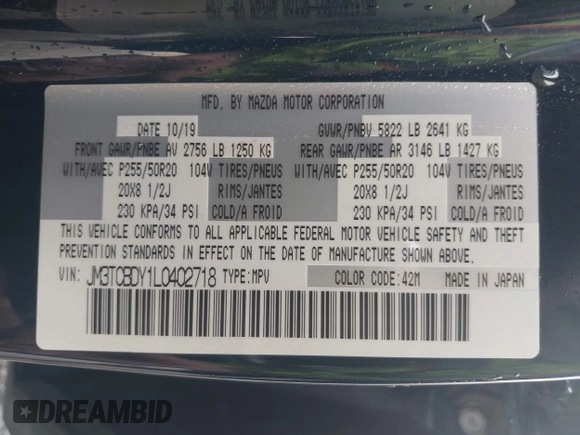 MFD. BY MAZDA MOTOR CORPORATION
DATE 10/19 GVWR/PNBV 5822 LB 2641 KG
FRONT GAWR/PNBE AV 2756 LB 1250 KG REAR GAWR/PNBE AR 3146 LB 1427 KG
WITH/AVEC P255/50R20 104V TIRES/PNEUS WITH/AVEC P255/50R20 104V TIRES/PNEUS
20X8 1/2J RIMS/JANTES 20X8 1/2J RIMS/JANTES
230 KPA/34 PSI COLD/A FROID 230 KPA/34 PSI COLD/A FROID
THIS VEHICLE CONFORMS TO ALL APPLICABLE FEDERAL MOTOR VEHICLE SAFETY AND THEFT
PREVENTION STANDARDS IN EFFECT ON THE DATE OF MANUFACTURE SHOWN ABOVE.
VIN: JM3TCBDY1L0402718 TYPE: MPV COLOR CODE: 42M MADE IN JAPAN
DREAMBID